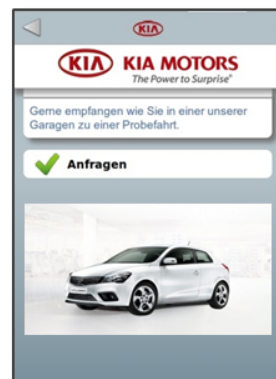 KIA
KIA KIA MOTORS
The Power to Surprise"
Gerne empfangen wie Sie in einer unserer
Garagen zu einer Probefahrt.
Anfragen